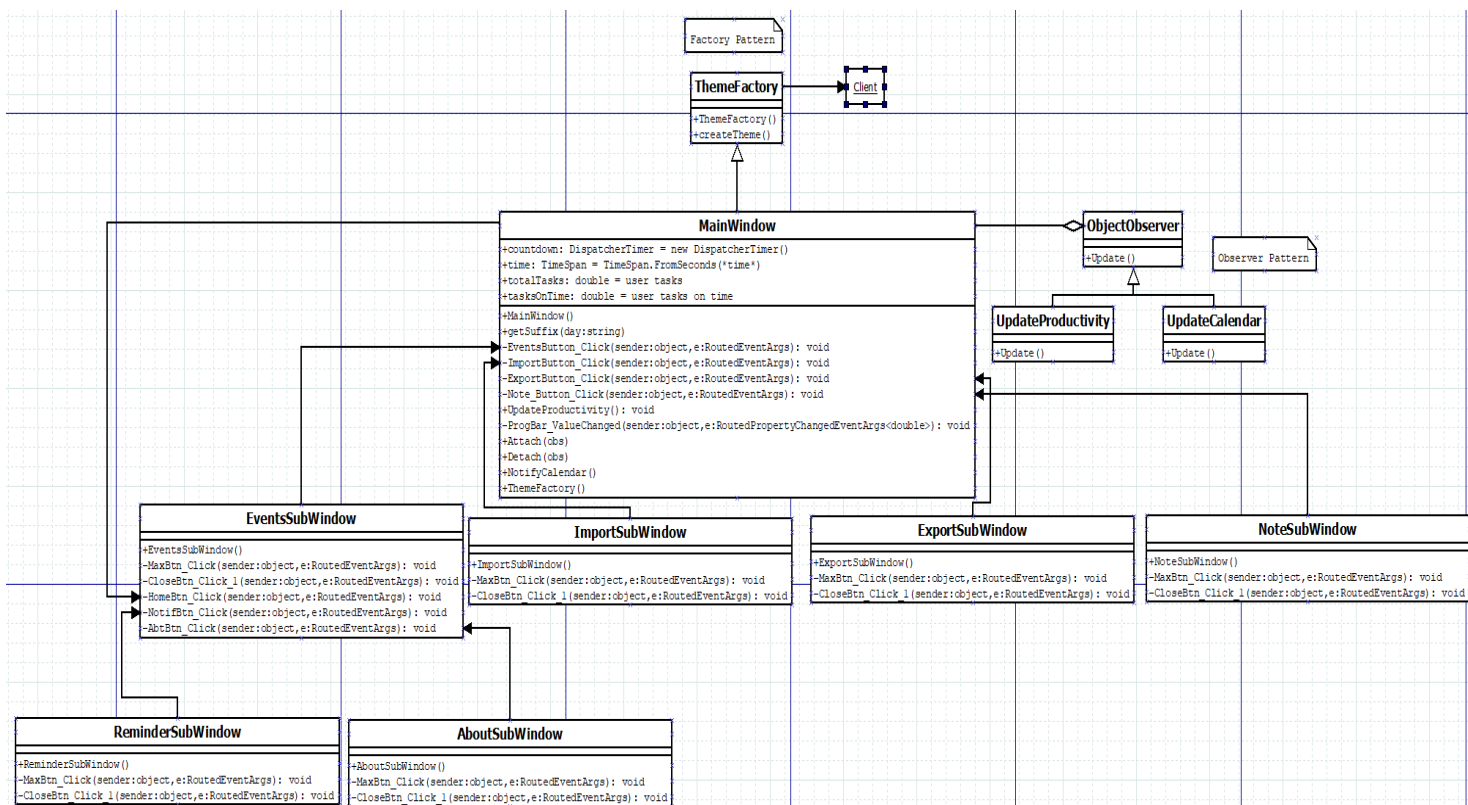 Factory Pattern
ThemeFactory
+ThemeFactory()
+createTheme()
Client
MainWindow
+countdown: DispatcherTimer = new DispatcherTimer()
+time: TimeSpan = TimeSpan.FromSeconds(*time*)
+totalTasks: double = user tasks
+tasksOnTime: double = user tasks on time
+MainWindow()
+getSuffix(day:string)
-EventsButton_Click(sender:object,e:RoutedEventArgs): void
-ImportButton_Click(sender:object,e:RoutedEventArgs): void
-ExportButton_Click(sender:object,e:RoutedEventArgs): void
-Note_Button_Click(sender:object,e:RoutedEventArgs): void
+UpdateProductivity(): void
-ProgBar_ValueChanged(sender:object,e:RoutedPropertyChangedEventArgs<double>): void
+Attach(obs)
+Detach(obs)
+NotifyCalendar()
+ThemeFactory()
ObjectObserver
+Update()
Observer Pattern
UpdateProductivity
+Update()
UpdateCalendar
+Update()
EventsSubWindow
+EventsSubWindow()
-MaxBtn_Click(sender:object,e:RoutedEventArgs): void
-CloseBtn_Click_1(sender:object,e:RoutedEventArgs): void
-HomeBtn_Click(sender:object,e:RoutedEventArgs): void
-NotifBtn_Click(sender:object,e:RoutedEventArgs): void
-AbtBtn_Click(sender:object,e:RoutedEventArgs): void
ImportSubWindow
+ImportSubWindow()
-MaxBtn_Click(sender:object,e:RoutedEventArgs): void
-CloseBtn_Click_1(sender:object,e:RoutedEventArgs): void
ExportSubWindow
+ExportSubWindow()
-MaxBtn_Click(sender:object,e:RoutedEventArgs): void
-CloseBtn_Click_1(sender:object,e:RoutedEventArgs): void
NoteSubWindow
+NoteSubWindow()
-MaxBtn_Click(sender:object,e:RoutedEventArgs): void
-CloseBtn_Click_1(sender:object,e:RoutedEventArgs): void
ReminderSubWindow
+ReminderSubWindow()
-MaxBtn_Click(sender:object,e:RoutedEventArgs): void
-CloseBtn_Click_1(sender:object,e:RoutedEventArgs): void
AboutSubWindow
+AboutSubWindow()
-MaxBtn_Click(sender:object,e:RoutedEventArgs): void
-CloseBtn_Click_1(sender:object,e:RoutedEventArgs): void